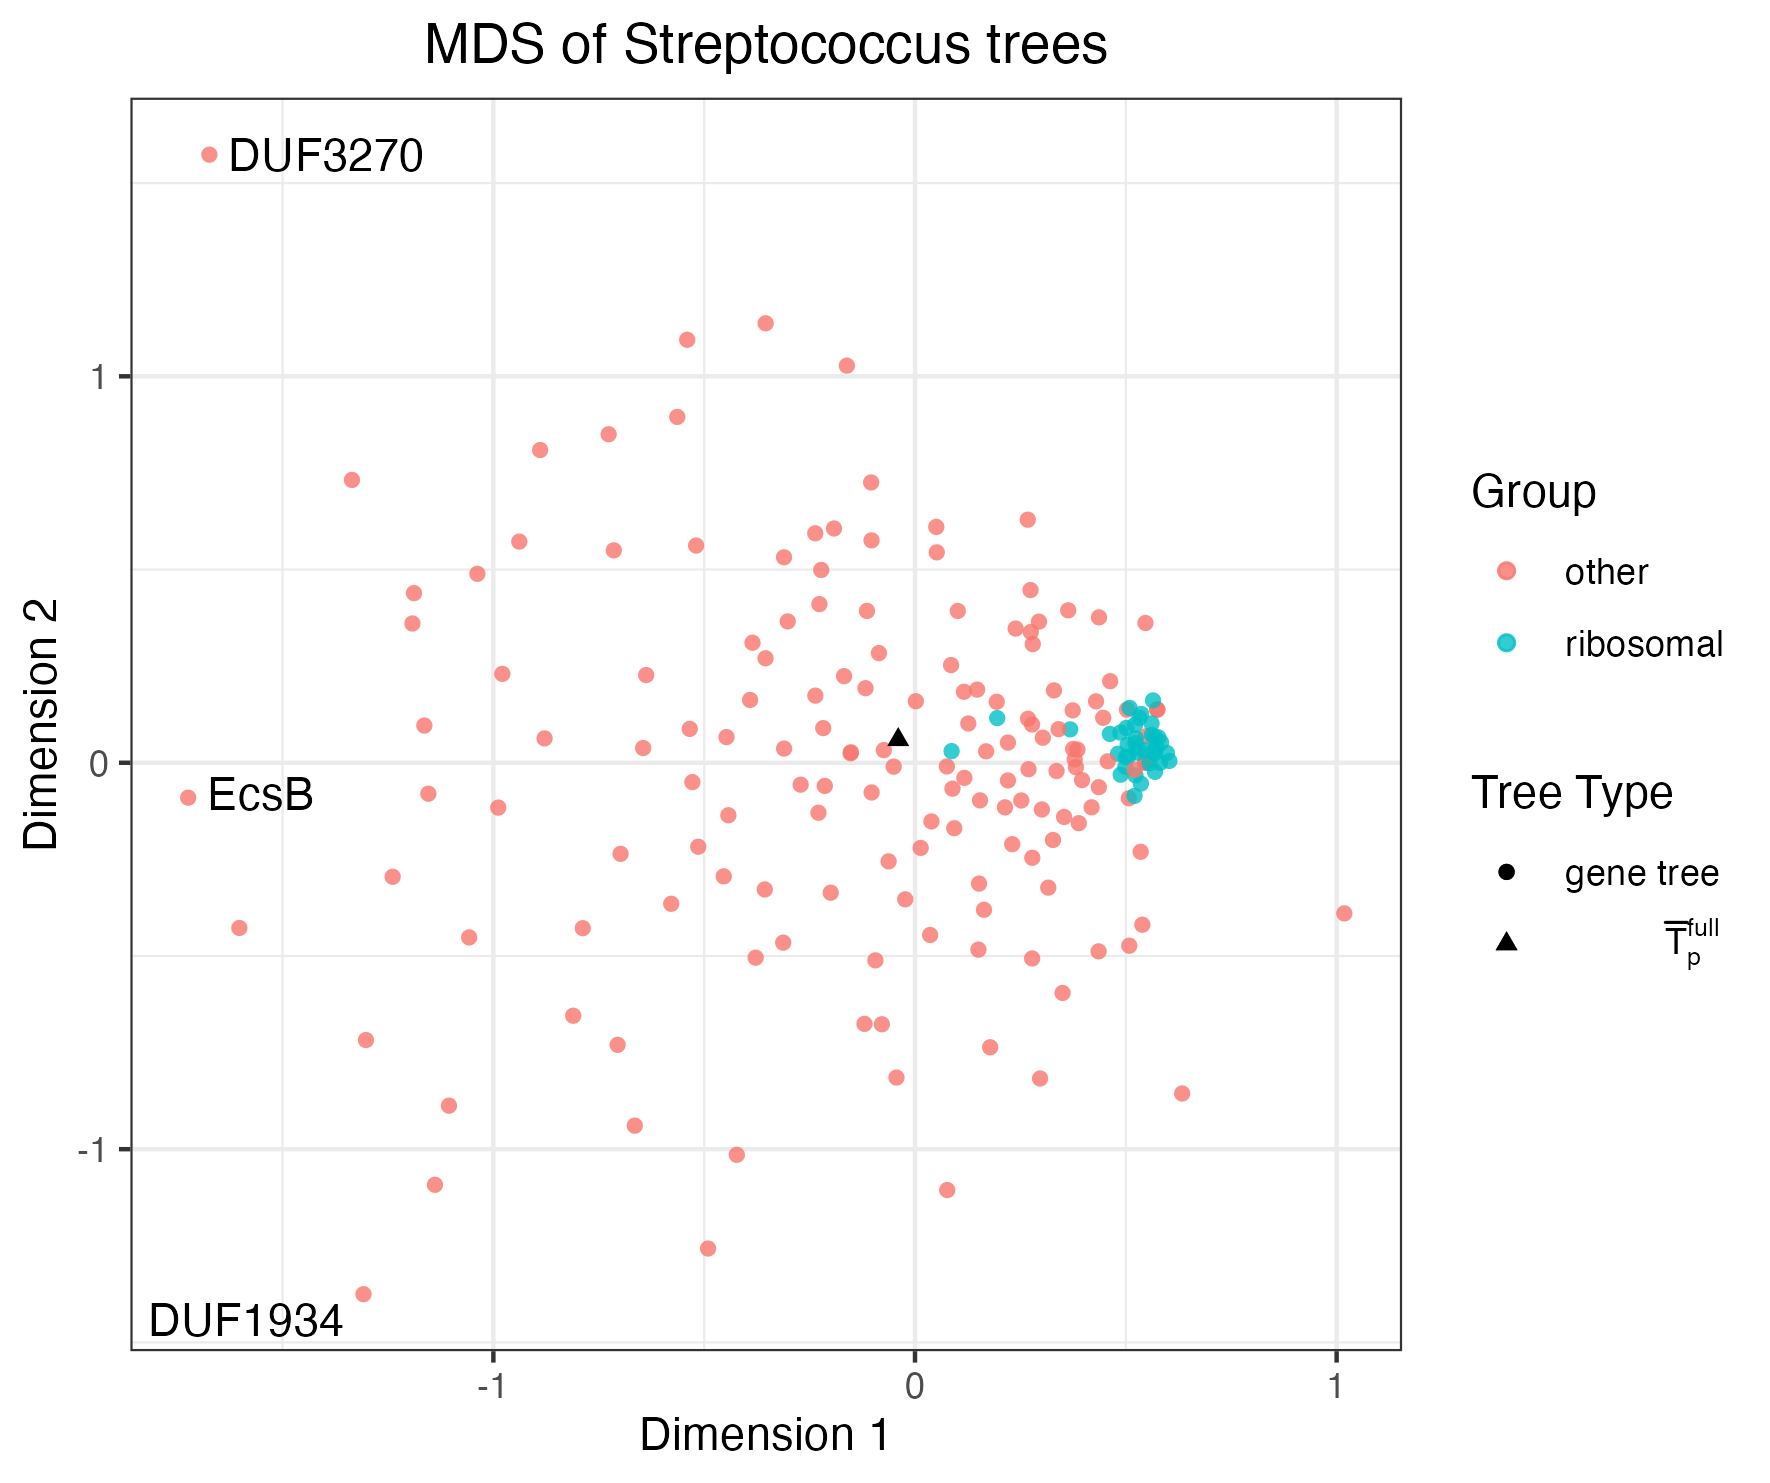 MDS of Streptococcus trees
DUF3270
EcsB
DUF1934
Dimension 2
1
0
-1
-1
0
1
Dimension 1
Group
other
ribosomal
Tree Type
gene tree
T̅ₚ^full